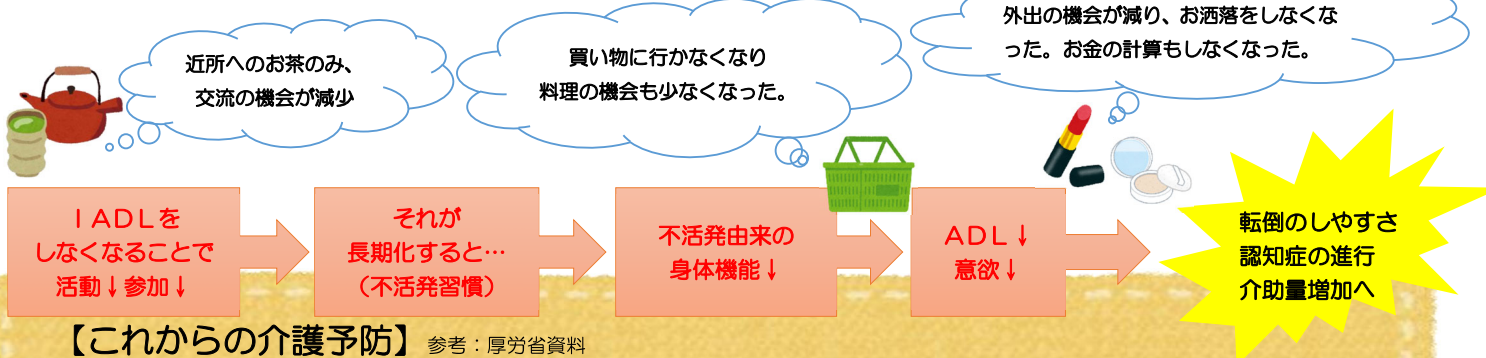 近所へのお茶のみ、
交流の機会が減少
買い物に行かなくなり
料理の機会も少なくなった。
外出の機会が減り、お洒落をしなくな
った。お金の計算もしなくなった。
ＩＡＤＬを
しなくなることで
活動↓参加↓
それが
長期化すると…
（不活発習慣）
不活発由来の
身体機能↓
ＡＤＬ↓
意欲↓
転倒のしやすさ
認知症の進行
介助量増加へ
【これからの介護予防】 参考：厚労省資料